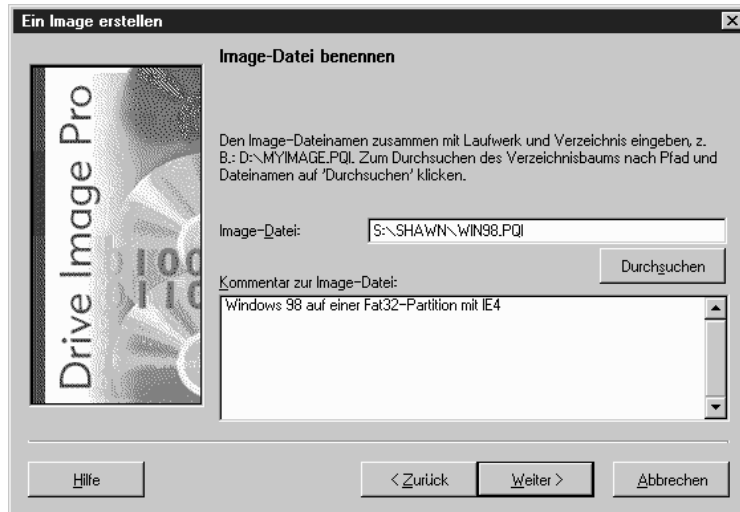 Ein Image erstellen
Image-Datei benennen
Drive Image Pro
Den Image-Dateinamen zusammen mit Laufwerk und Verzeichnis eingeben, z.
B.: D:\MYIMAGE.PQI. Zum Durchsuchen des Verzeichnisbaums nach Pfad und
Dateinamen auf 'Durchsuchen' klicken.
Image-Datei: S:\SHAWN\WIN98.PQI
Durchsuchen
Kommentar zur Image-Datei:
Windows 98 auf einer Fat32-Partition mit IE4
100
110
Hilfe < Zurück Weiter > Abbrechen